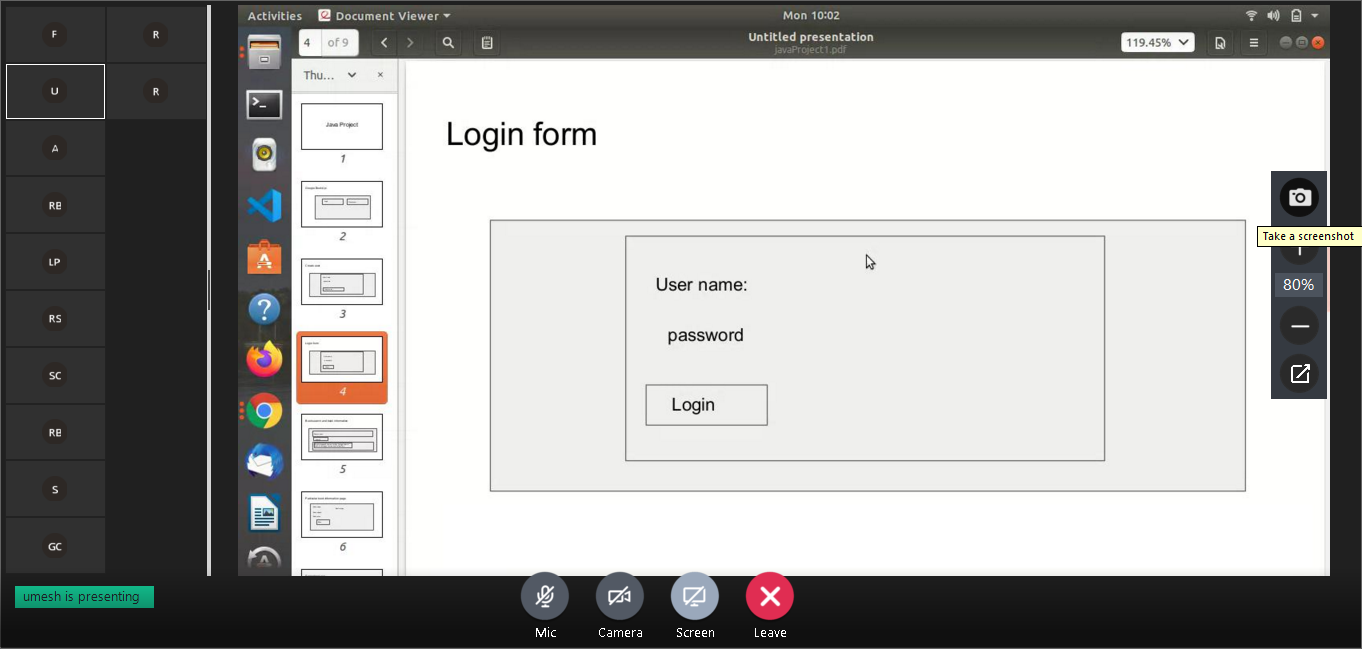 F
R
U
R
A
RB
LP
RS
SC
RB
S
GC
umesh is presenting
Activities
Document Viewer
Mon 10:02
4
of 9
Untitled presentation
javaProject1.pdf
119.45%
Thu...
Java Project
1
2
3
4
5
6
Login form
User name:
password
Login
Take a screenshot
80%
Mic
Camera
Screen
Leave